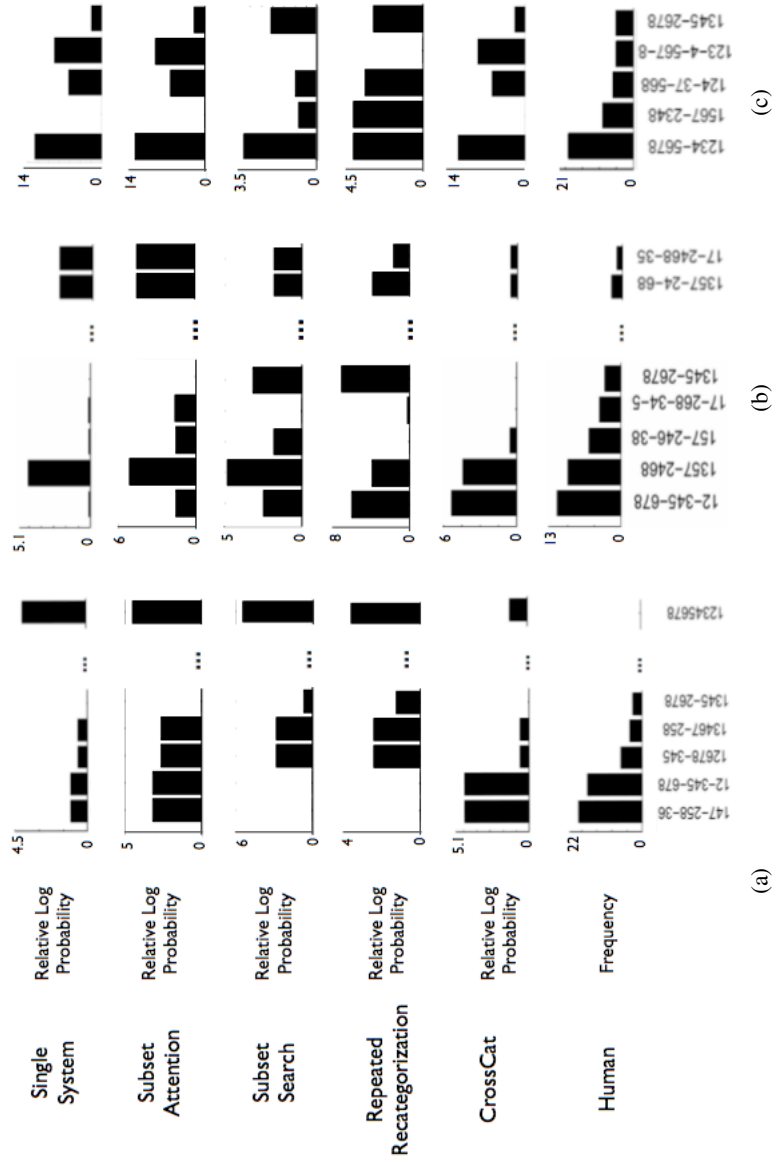 Single
System
Relative Log
Probability
4.5
0
...
5.1
0
...
14
0
Subset
Attention
Relative Log
Probability
5
0
...
6
0
...
14
0
Subset
Search
Relative Log
Probability
6
0
...
5
0
...
3.5
0
Repeated
Recategorization
Relative Log
Probability
4
0
...
8
0
...
4.5
0
CrossCat
Relative Log
Probability
5.1
0
...
6
0
...
14
0
Human
Frequency
22
0
...
13
0
...
21
0
147-258-36
12-345-678
12678-345
13467-258
1345-2678
12345678
12-345-678
1357-2468
157-246-38
17-268-34-5
1345-2678
1357-24-68
17-2468-35
1234-5678
1567-2348
124-37-568
123-4-567-8
1345-2678
(a)
(b)
(c)